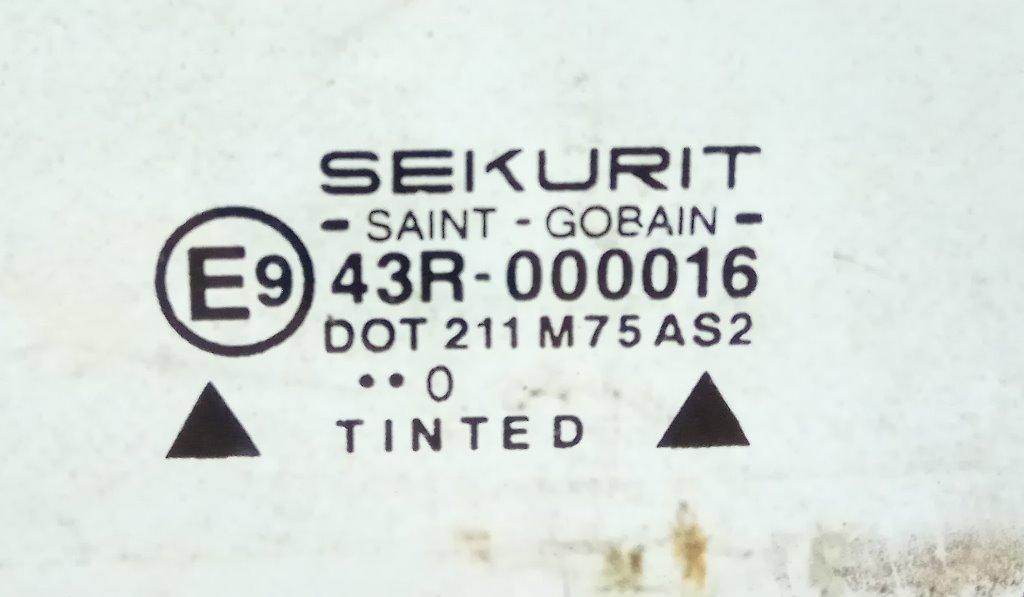 SEKURIT
- SAINT - GOBAIN -
E9 43R-000016
DOT 211 M75 AS2
••0
TINTED